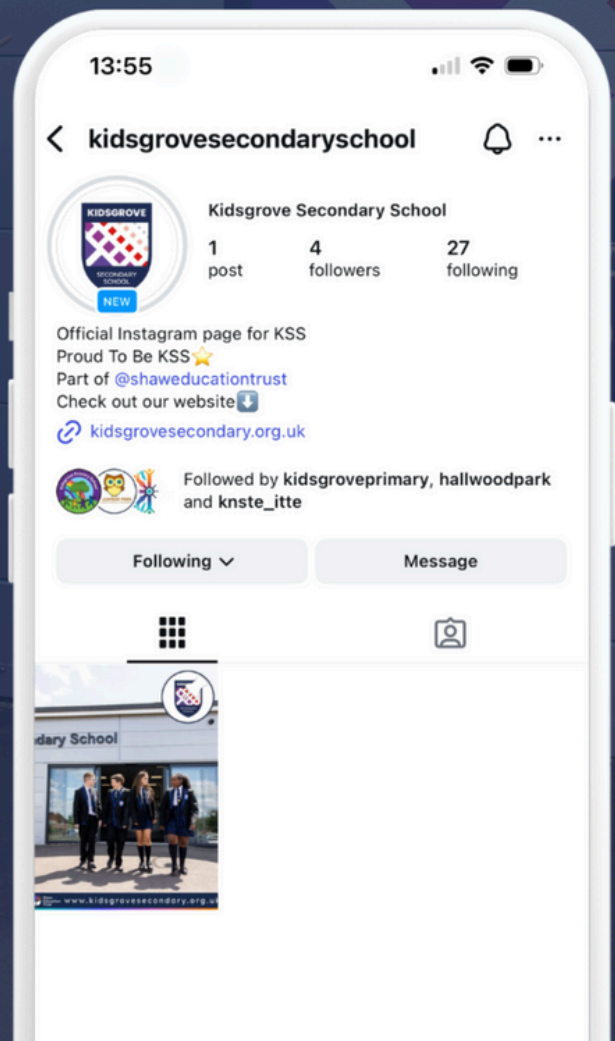 13:55
kidsgrovesecondaryschool
KIDSGROVE
SECONDARY
SCHOOL
NEW
Kidsgrove Secondary School
1 4 27
post followers following
Official Instagram page for KSS
Proud To Be KSS⭐
Part of @shaweducationtrust
Check out our website⬇️
kidsgrovesecondary.org.uk
Followed by kidsgroveprimary, hallwoodpark
and knste_itte
Following
Message
dary School
www.kidsgrovesecondary.org.u